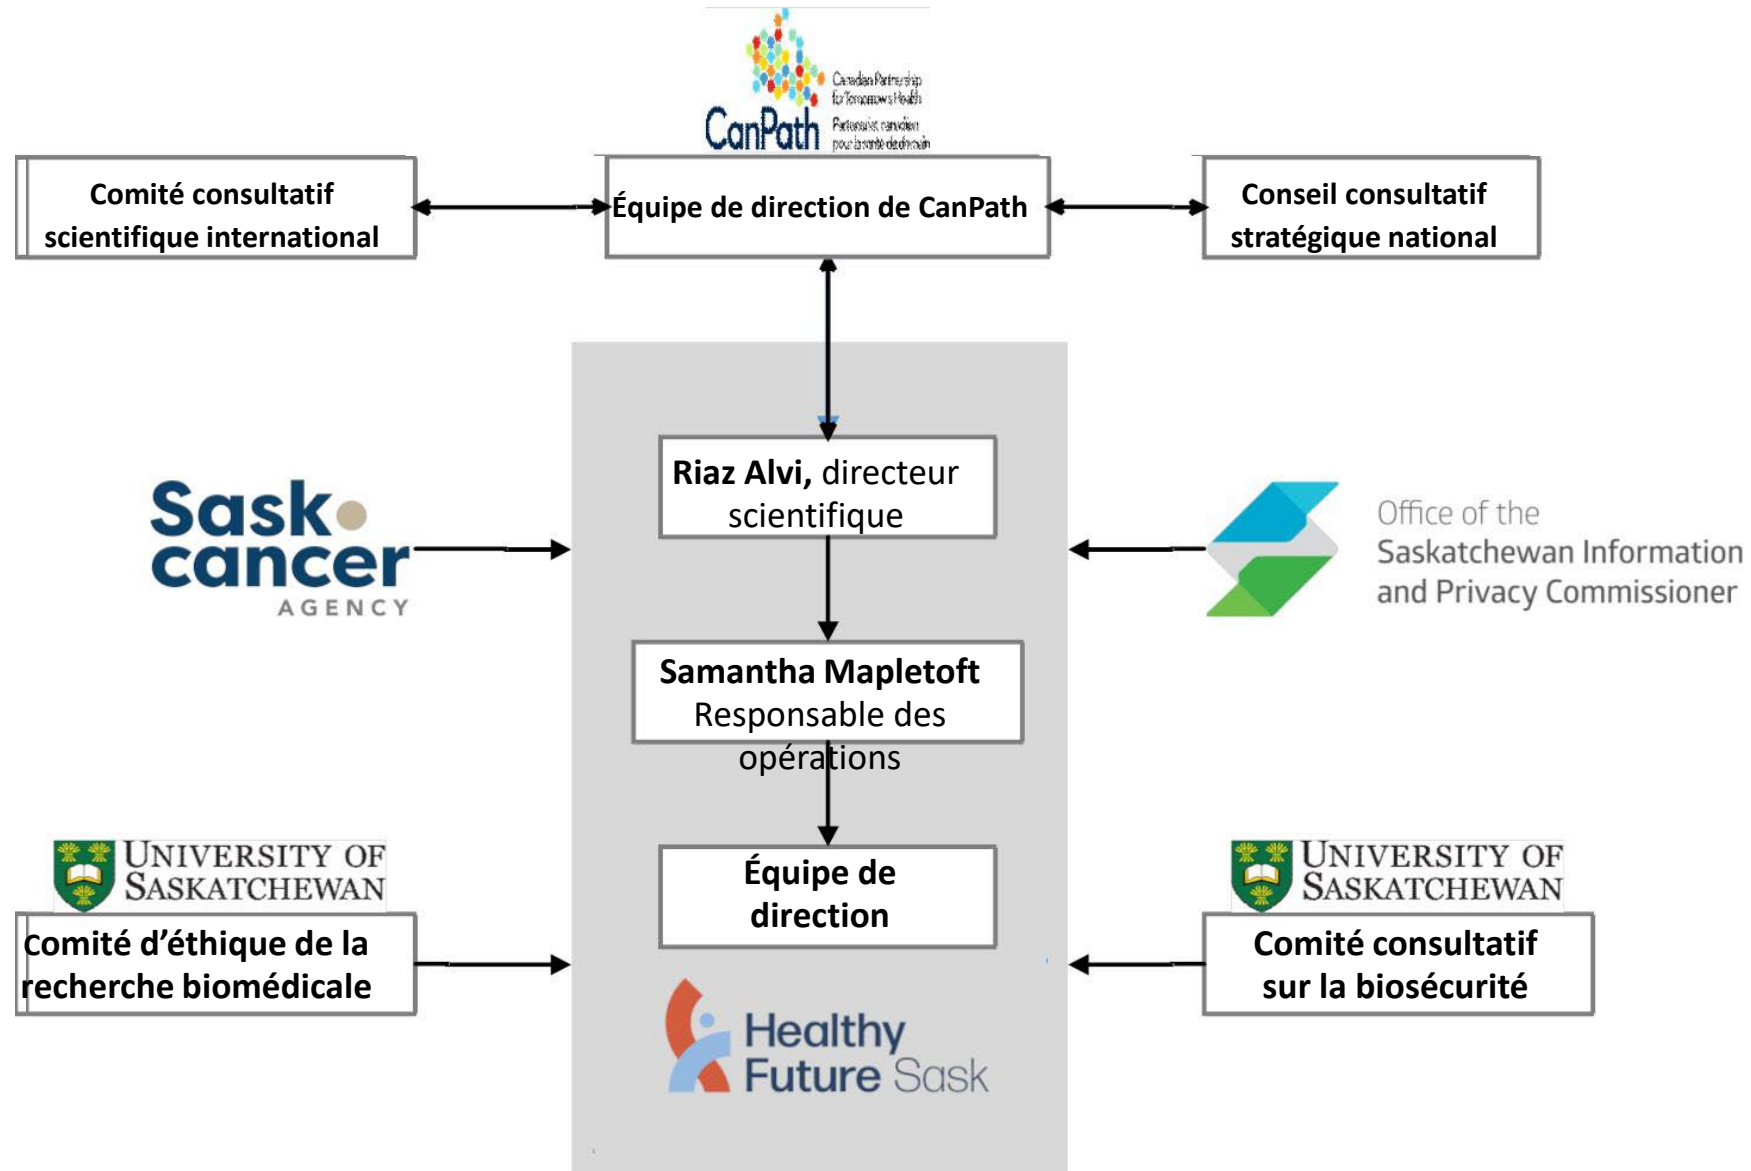 CanPath
Canadian Partnership
for Tomorrow's Health
Partenariat canadien
pour la santé de demain
Comité consultatif
scientifique international
Équipe de direction de CanPath
Conseil consultatif
stratégique national
Riaz Alvi, directeur
scientifique
Sask
cancer
AGENCY
Office of the
Saskatchewan Information
and Privacy Commissioner
Samantha Mapletoft
Responsable des
opérations
UNIVERSITY OF
SASKATCHEWAN
Comité d'éthique de la
recherche biomédicale
Équipe de
direction
UNIVERSITY OF
SASKATCHEWAN
Comité consultatif
sur la biosécurité
Healthy
Future Sask